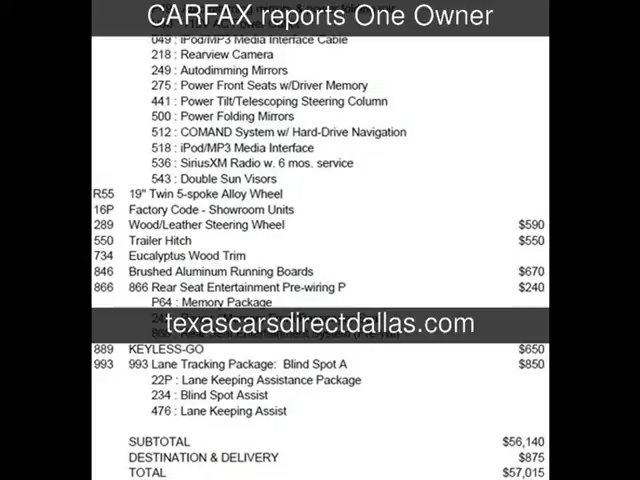 CARFAX reports One Owner
049 : iPod/MP3 Media Interface Cable
218 : Rearview Camera
249 : Autodimming Mirrors
275 : Power Front Seats w/Driver Memory
441 : Power Tilt/Telescoping Steering Column
500 : Power Folding Mirrors
512 : COMAND System w/ Hard-Drive Navigation
518 : iPod/MP3 Media Interface
536 : SiriusXM Radio w. 6 mos. service
543 : Double Sun Visors
R55 19" Twin 5-spoke Alloy Wheel
16P Factory Code - Showroom Units
289 Wood/Leather Steering Wheel $590
550 Trailer Hitch $550
734 Eucalyptus Wood Trim
846 Brushed Aluminum Running Boards $670
866 866 Rear Seat Entertainment Pre-wiring P $240
P64 : Memory Package
texascarsdirectdallas.com
889 KEYLESS-GO $650
993 993 Lane Tracking Package: Blind Spot A $850
22P : Lane Keeping Assistance Package
234 : Blind Spot Assist
476 : Lane Keeping Assist
SUBTOTAL $56,140
DESTINATION & DELIVERY $875
TOTAL $57,015